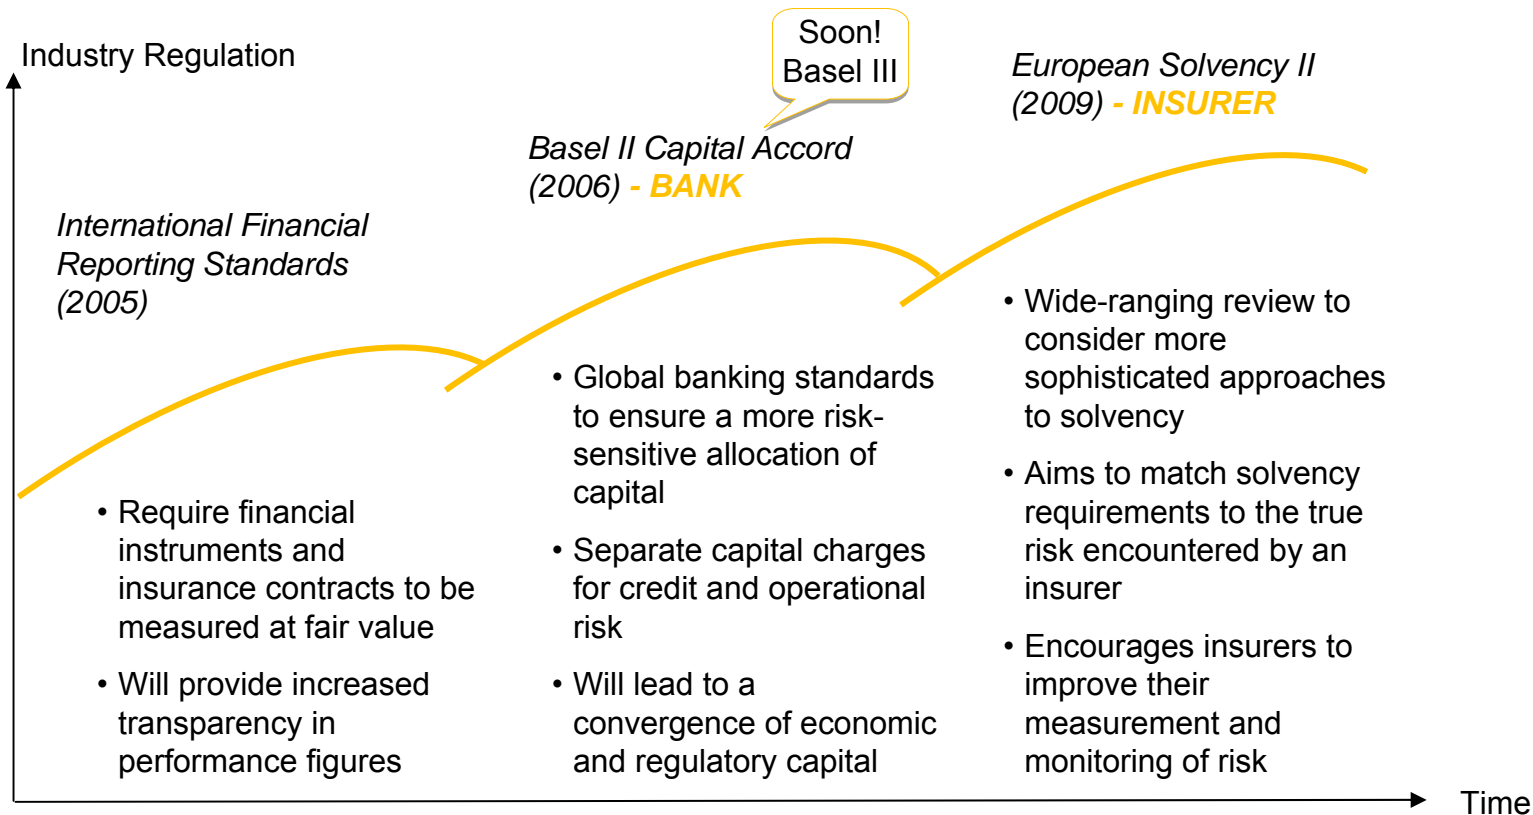 Industry Regulation
Soon!
Basel III
European Solvency II
(2009) - INSURER
Basel II Capital Accord
(2006) - BANK
International Financial
Reporting Standards
(2005)
• Require financial
instruments and
insurance contracts to be
measured at fair value
• Will provide increased
transparency in
performance figures
• Global banking standards
to ensure a more risk-
sensitive allocation of
capital
• Separate capital charges
for credit and operational
risk
• Will lead to a
convergence of economic
and regulatory capital
• Wide-ranging review to
consider more
sophisticated approaches
to solvency
• Aims to match solvency
requirements to the true
risk encountered by an
insurer
• Encourages insurers to
improve their
measurement and
monitoring of risk
Time